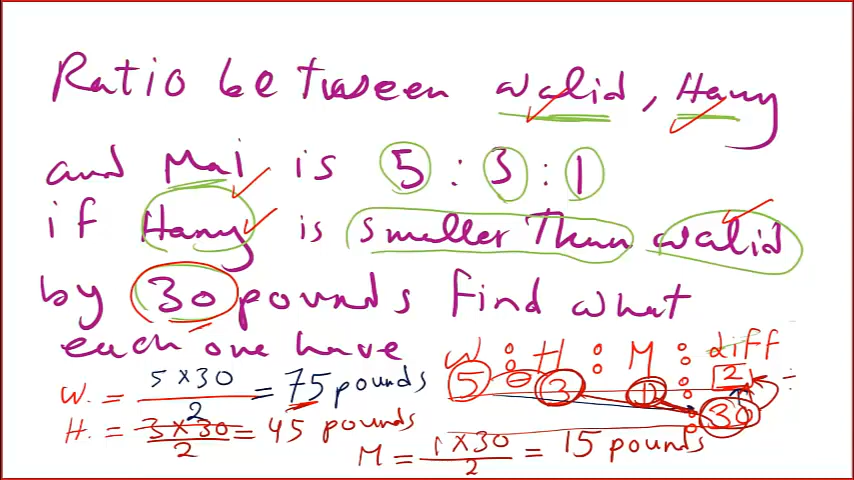 Ratio between walid, Hany
and Mai is 5 : 3 : 1
if Hany is smaller Than walid
by 30 pounds find what
each one have
W : H : M : diff
5 - 3 1 : 2
: 30
W. = 5 x 30 / 2 = 75 pounds
H. = 3 x 30 / 2 = 45 pounds
M = 1 x 30 / 2 = 15 pounds